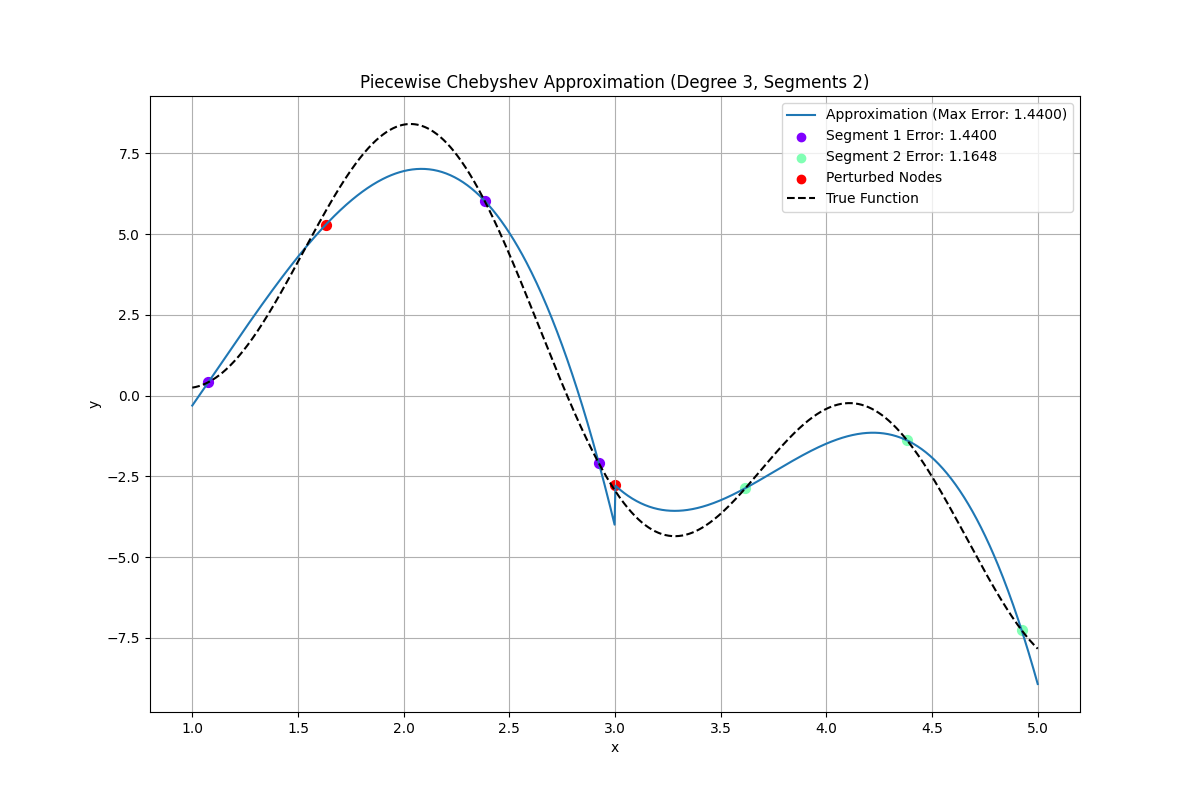 Piecewise Chebyshev Approximation (Degree 3, Segments 2)
Approximation (Max Error: 1.4400)
Segment 1 Error: 1.4400
Segment 2 Error: 1.1648
Perturbed Nodes
True Function
7.5
5.0
2.5
0.0
−2.5
−5.0
−7.5
y
1.0 1.5 2.0 2.5 3.0 3.5 4.0 4.5 5.0
x